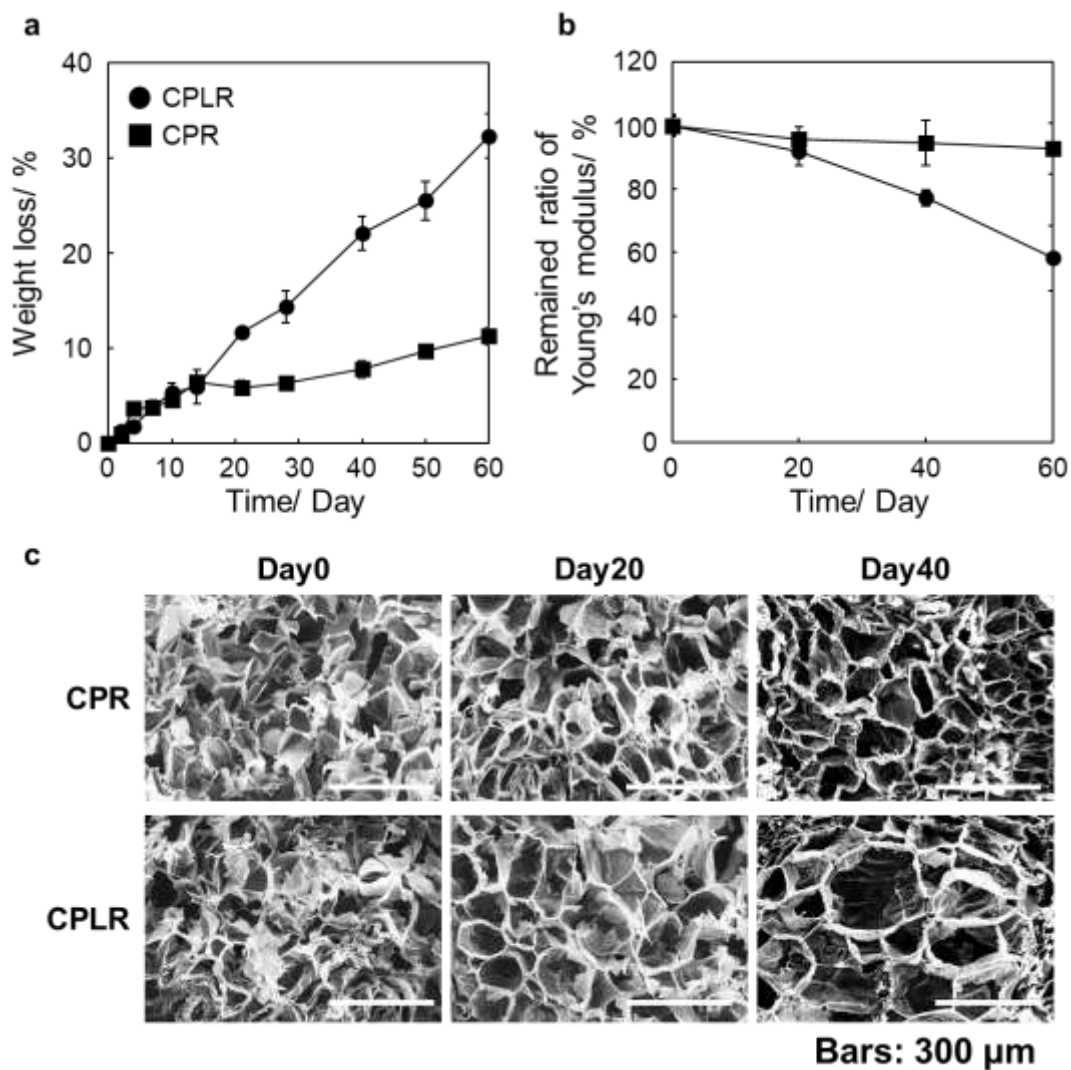 a
40
30
20
10
0
Weight loss/ %
CPLR
CPR
0 10 20 30 40 50 60
Time/ Day
b
120
100
80
60
40
20
0
Remained ratio of
Young's modulus/ %
0 20 40 60
Time/ Day
c
Day0 Day20 Day40
CPR
CPLR
Bars: 300 μm